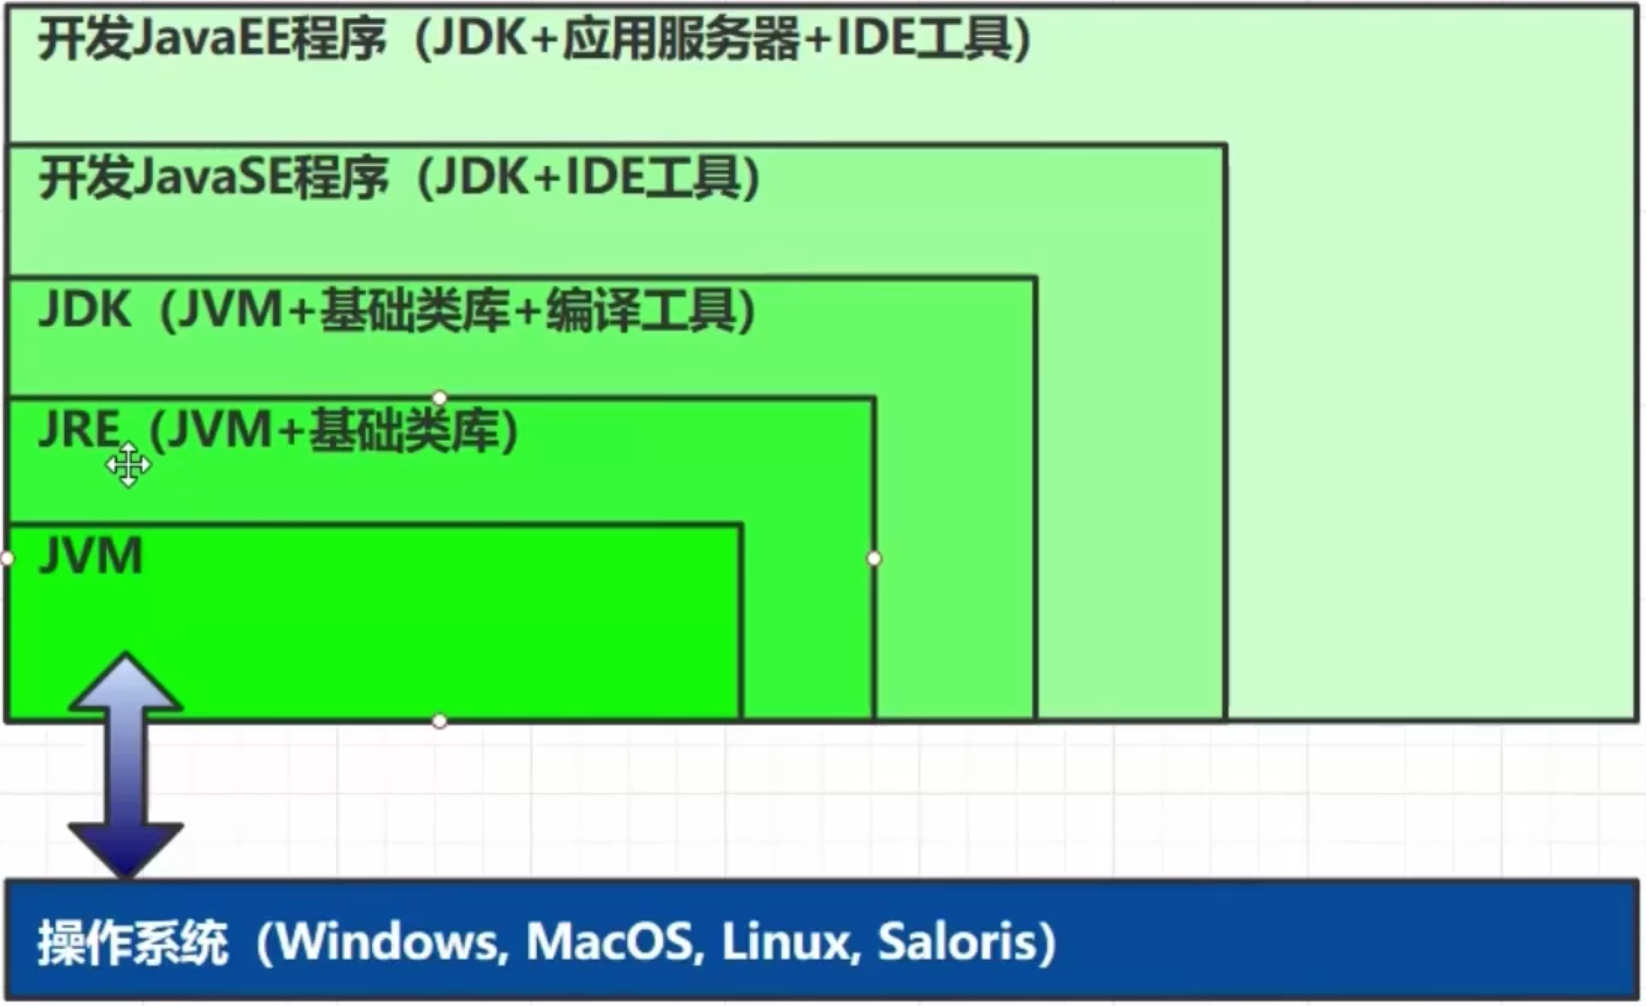 开发JavaEE程序（JDK+应用服务器+IDE工具）
开发JavaSE程序（JDK+IDE工具）
JDK（JVM+基础类库+编译工具）
JRE（JVM+基础类库）
JVM
操作系统（Windows, MacOS, Linux, Saloris）